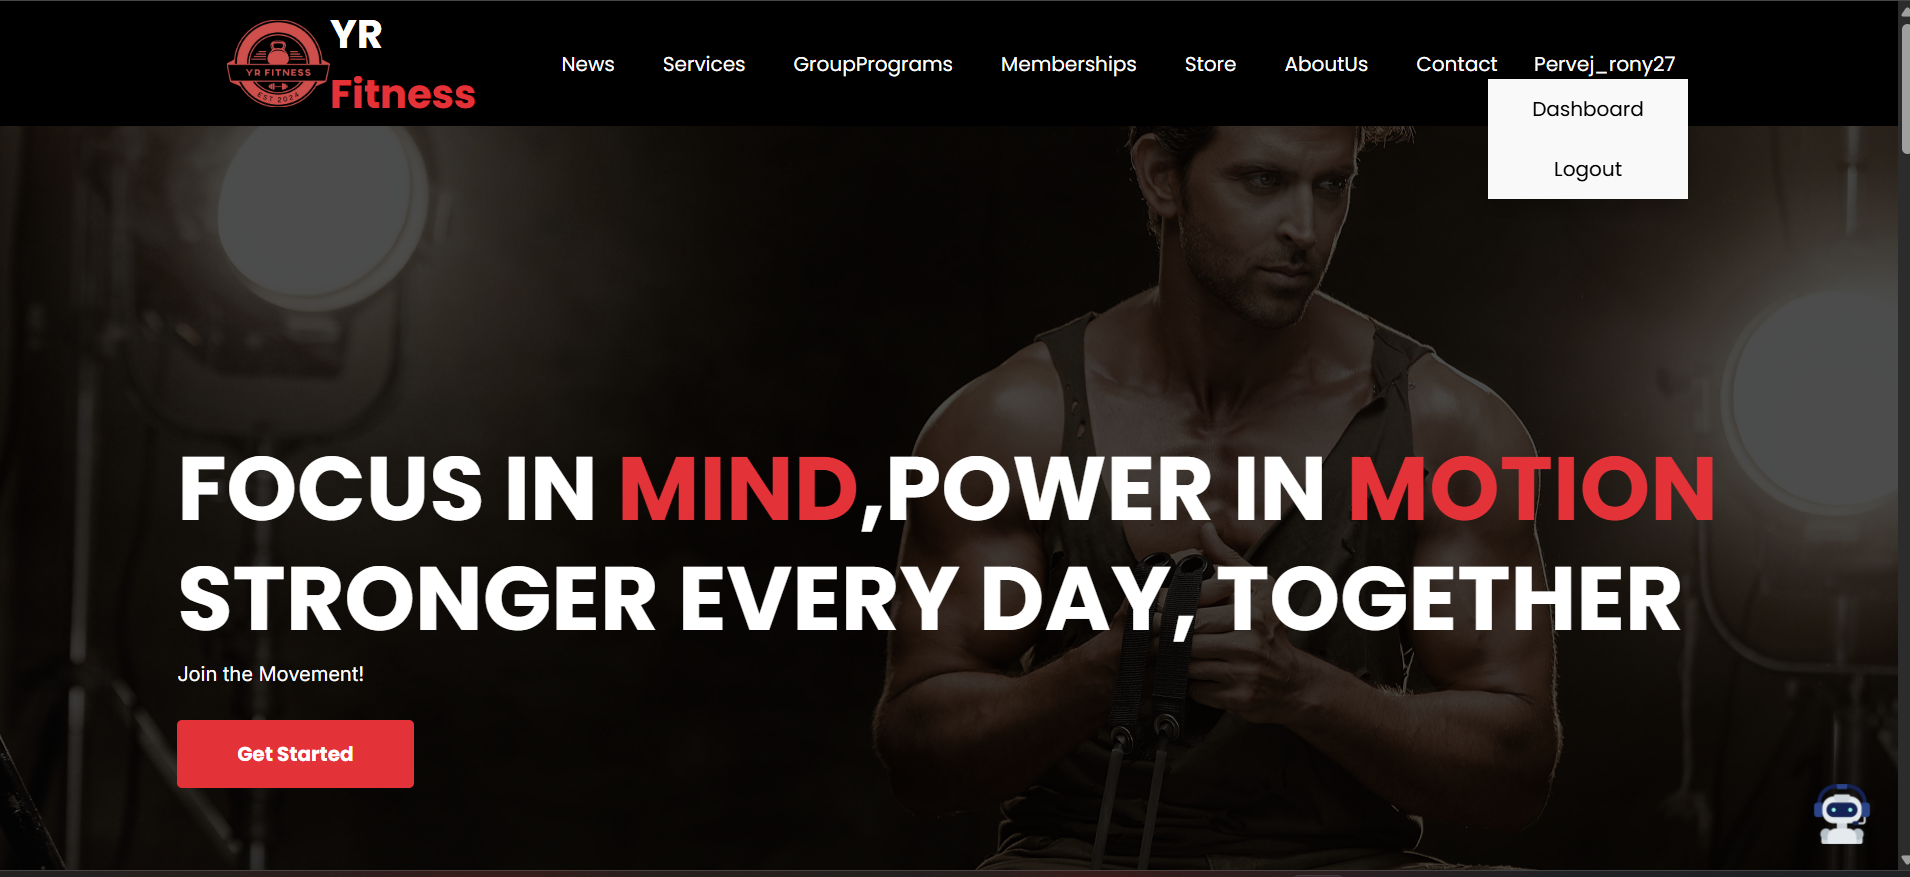 YR FITNESS
EST 2024
YR
Fitness
News Services GroupPrograms Memberships Store AboutUs Contact Pervej_rony27
Dashboard
Logout
FOCUS IN MIND,POWER IN MOTION
STRONGER EVERY DAY, TOGETHER
Join the Movement!
Get Started